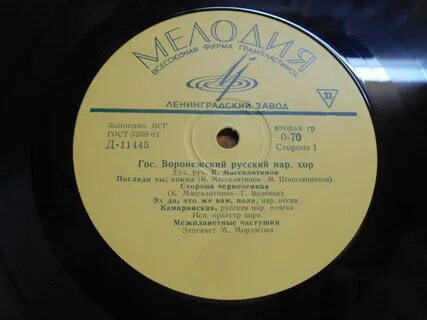 МЕЛОДИЯ
ВСЕСОЮЗНАЯ ФИРМА ГРАМПЛАСТИНОК
33
ЛЕНИНГРАДСКИЙ ЗАВОД
Записано ВСГ
ГОСТ 5289-61
Д-11445
вторая гр
0-70
Сторона 1
Гос. Воронежский русский нар. хор
Худ. рук. К. Массалитинов
Погляди ты, сокол (К. Массалитинов—М. Шишлянников)
Сторона черноземная
(К. Массалитинов—Г. Воловик)
Эх да, что же вам, поля, нар. песня
Камаринская, русская нар. пляска
Исп. оркестр хора
Межпланетные частушки
Запевает М. Мордасова